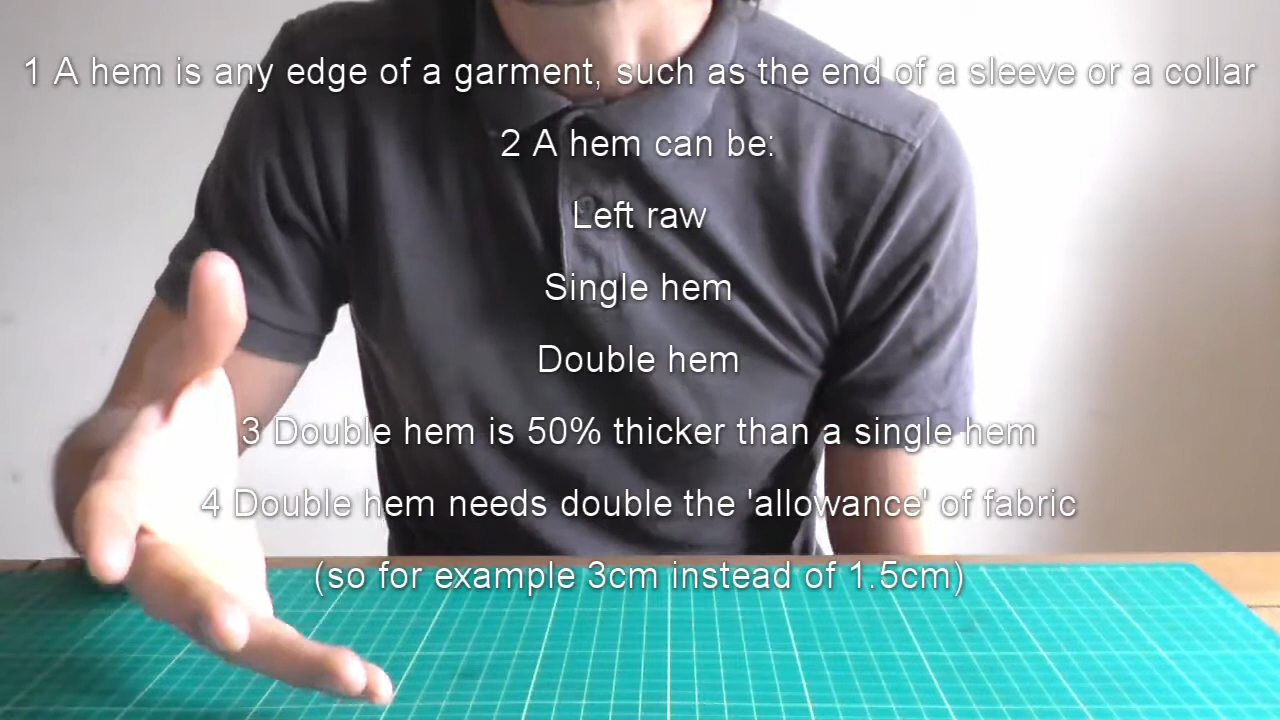 1 A hem is any edge of a garment, such as the end of a sleeve or a collar
2 A hem can be:
Left raw
Single hem
Double hem
3 Double hem is 50% thicker than a single hem
4 Double hem needs double the 'allowance' of fabric
(so for example 3cm instead of 1.5cm)